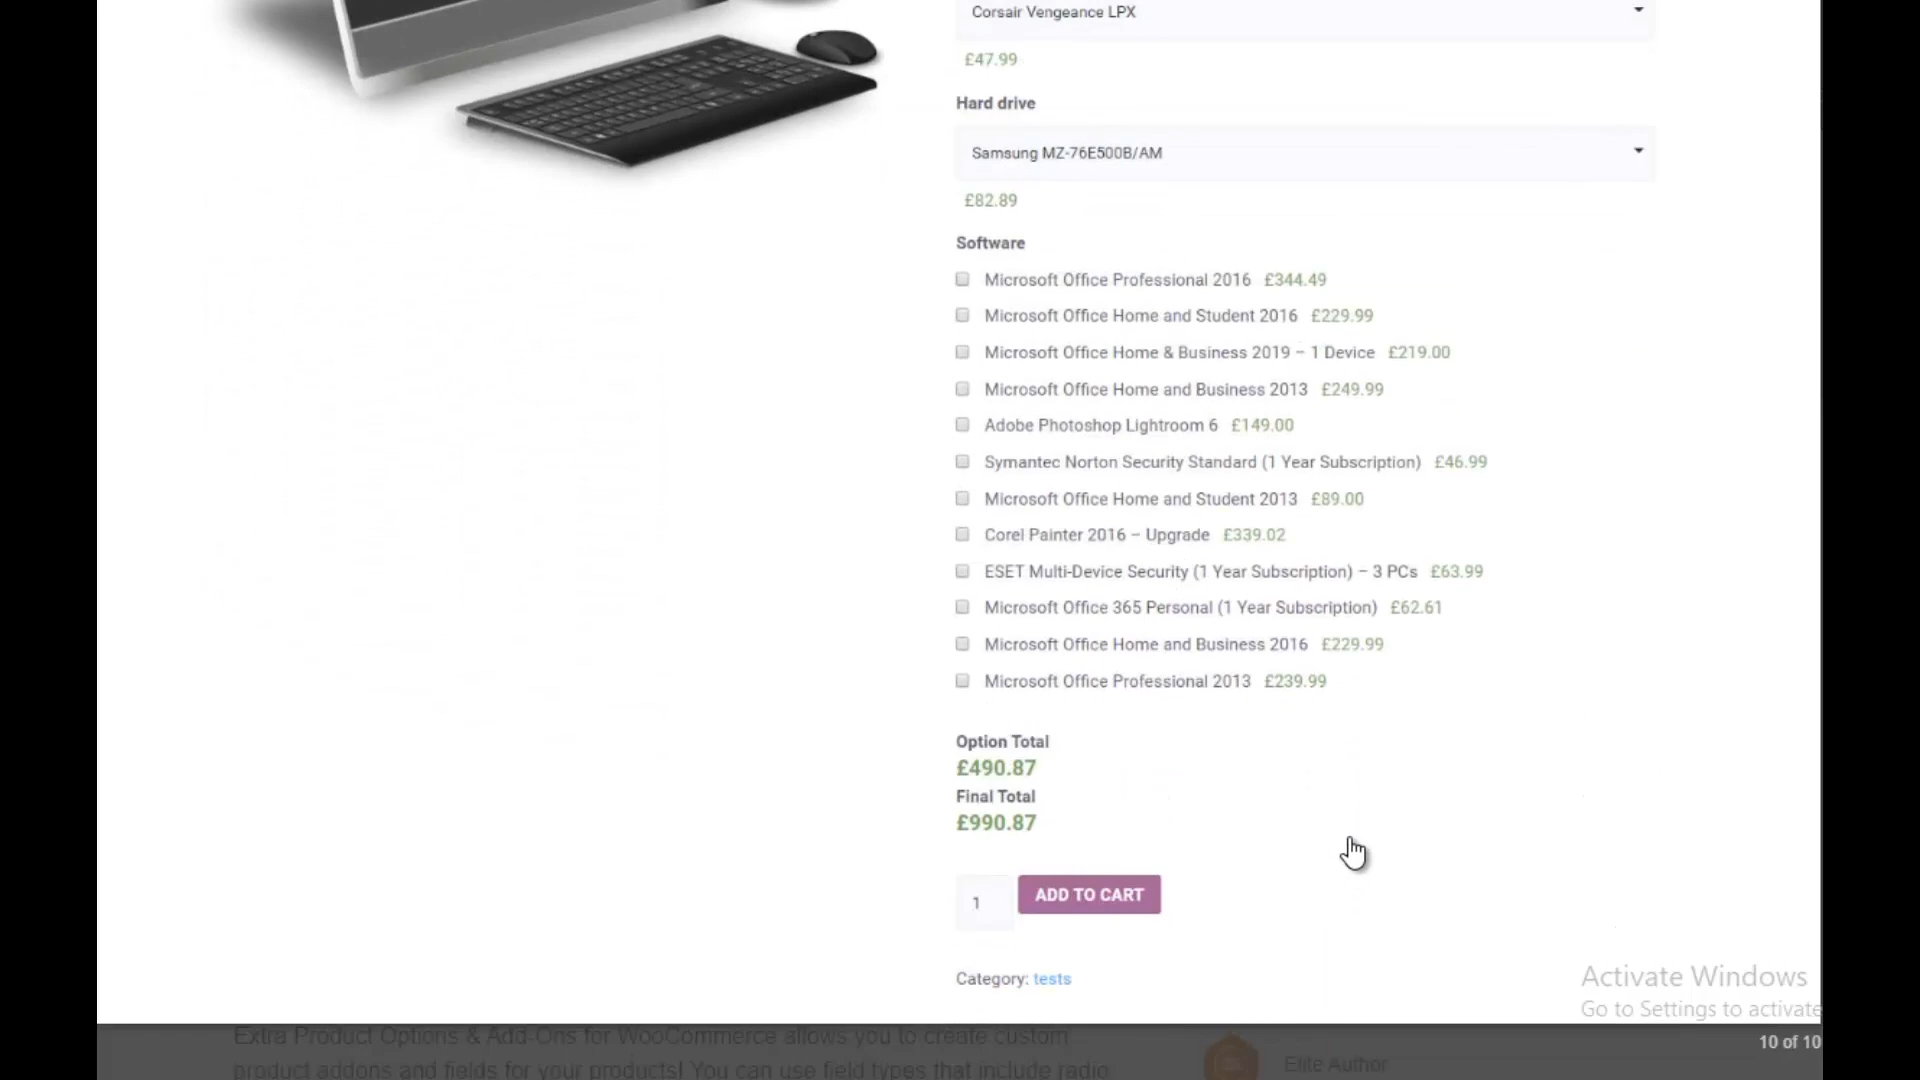 Corsair Vengeance LPX
£47.99
Hard drive
Samsung MZ-76E500B/AM
£82.89
Software
Microsoft Office Professional 2016 £344.49
Microsoft Office Home and Student 2016 £229.99
Microsoft Office Home & Business 2019 – 1 Device £219.00
Microsoft Office Home and Business 2013 £249.99
Adobe Photoshop Lightroom 6 £149.00
Symantec Norton Security Standard (1 Year Subscription) £46.99
Microsoft Office Home and Student 2013 £89.00
Corel Painter 2016 – Upgrade £339.02
ESET Multi-Device Security (1 Year Subscription) – 3 PCs £63.99
Microsoft Office 365 Personal (1 Year Subscription) £62.61
Microsoft Office Home and Business 2016 £229.99
Microsoft Office Professional 2013 £239.99
Option Total
£490.87
Final Total
£990.87
1 ADD TO CART
Category: tests
Activate Windows
Go to Settings to activate
10 of 10
Extra Product Options & Add-Ons for WooCommerce allows you to create custom
product addons and fields for your products! You can use field types that include radio
Elite Author